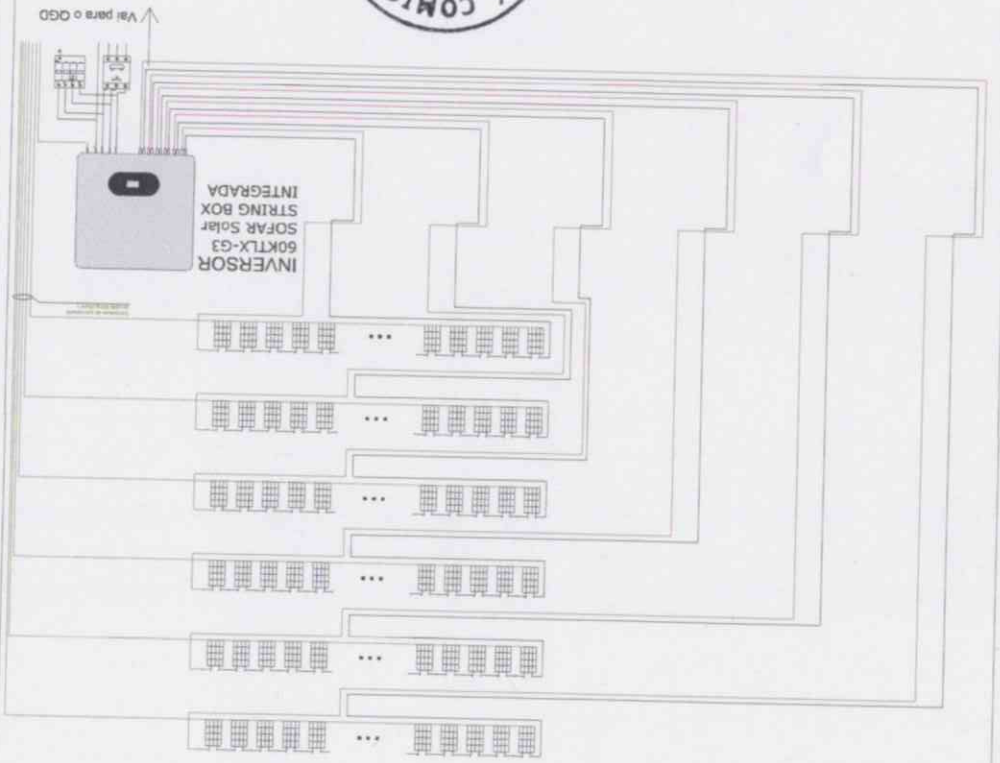 INVERSOR
60KTLX-G3
SOFAR Solar
STRING BOX
INTEGRADA
Vai para o QGD